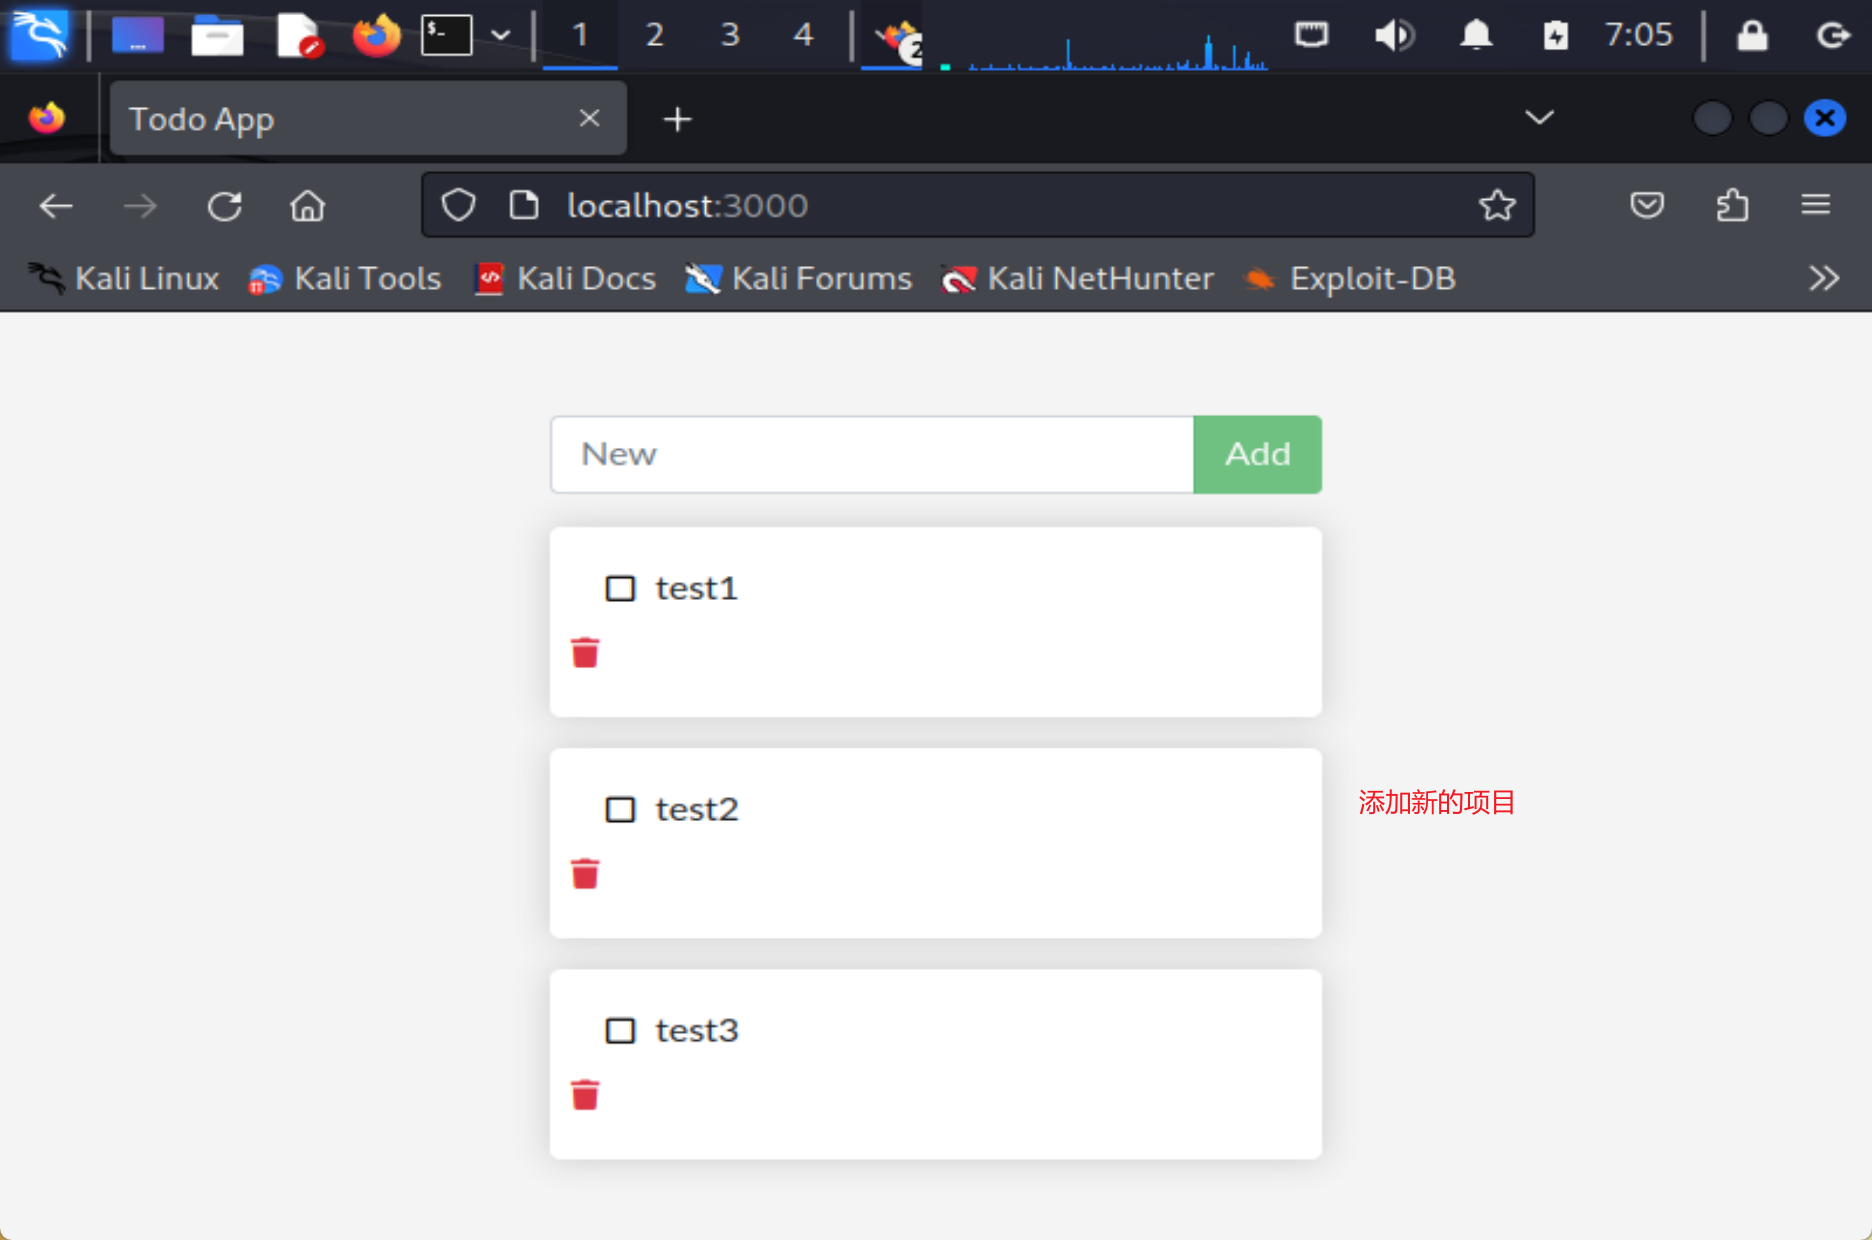 1 2 3 4 2 7:05
Todo App
localhost:3000
Kali Linux Kali Tools Kali Docs Kali Forums Kali NetHunter Exploit-DB
New Add
test1
test2
添加新的项目
test3